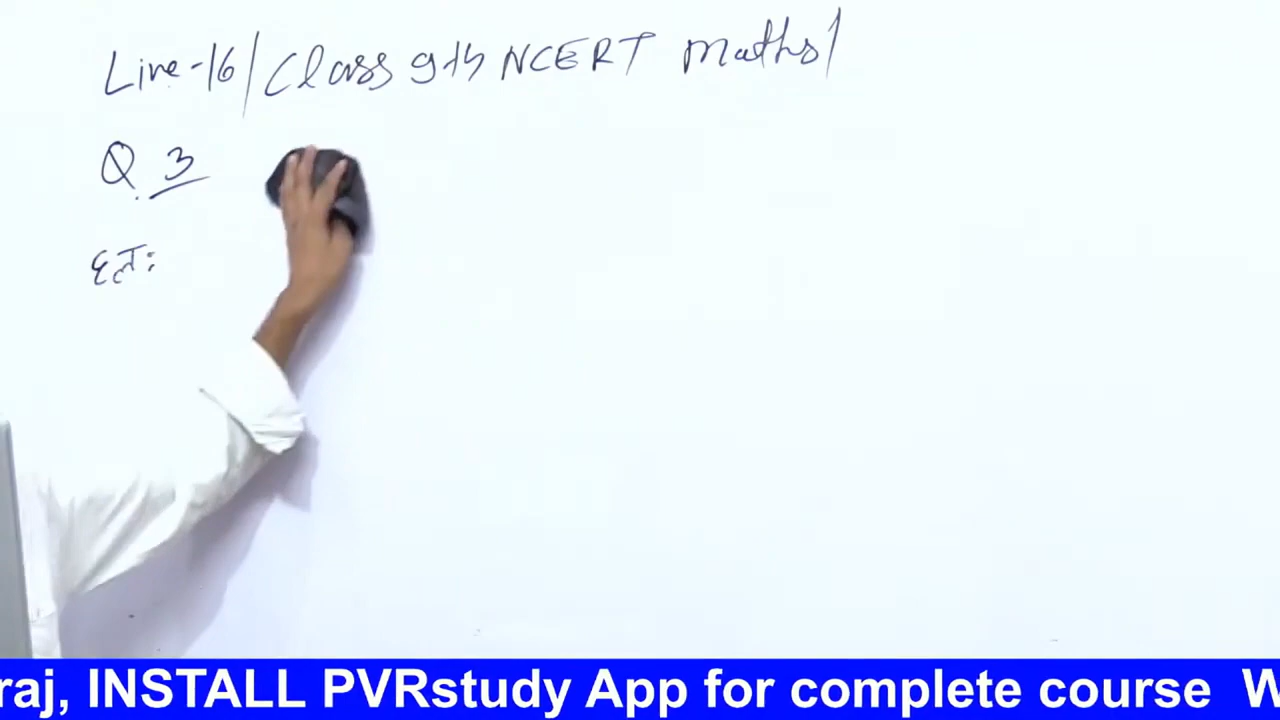 Live-16/Class 9th NCERT Maths/
Q. 3
हल:
raj, INSTALL PVRstudy App for complete course W